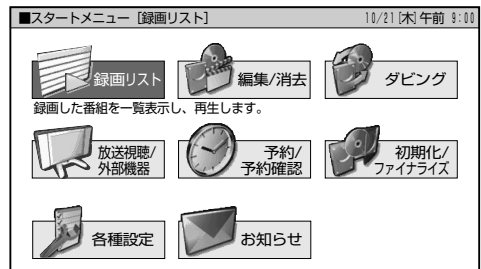 ■スタートメニュー［録画リスト］ 10/21[木]午前 9:00
録画リスト 編集/消去 ダビング
録画した番組を一覧表示し、再生します。
放送視聴/
外部機器
予約/
予約確認
初期化/
ファイナライズ
各種設定 お知らせ